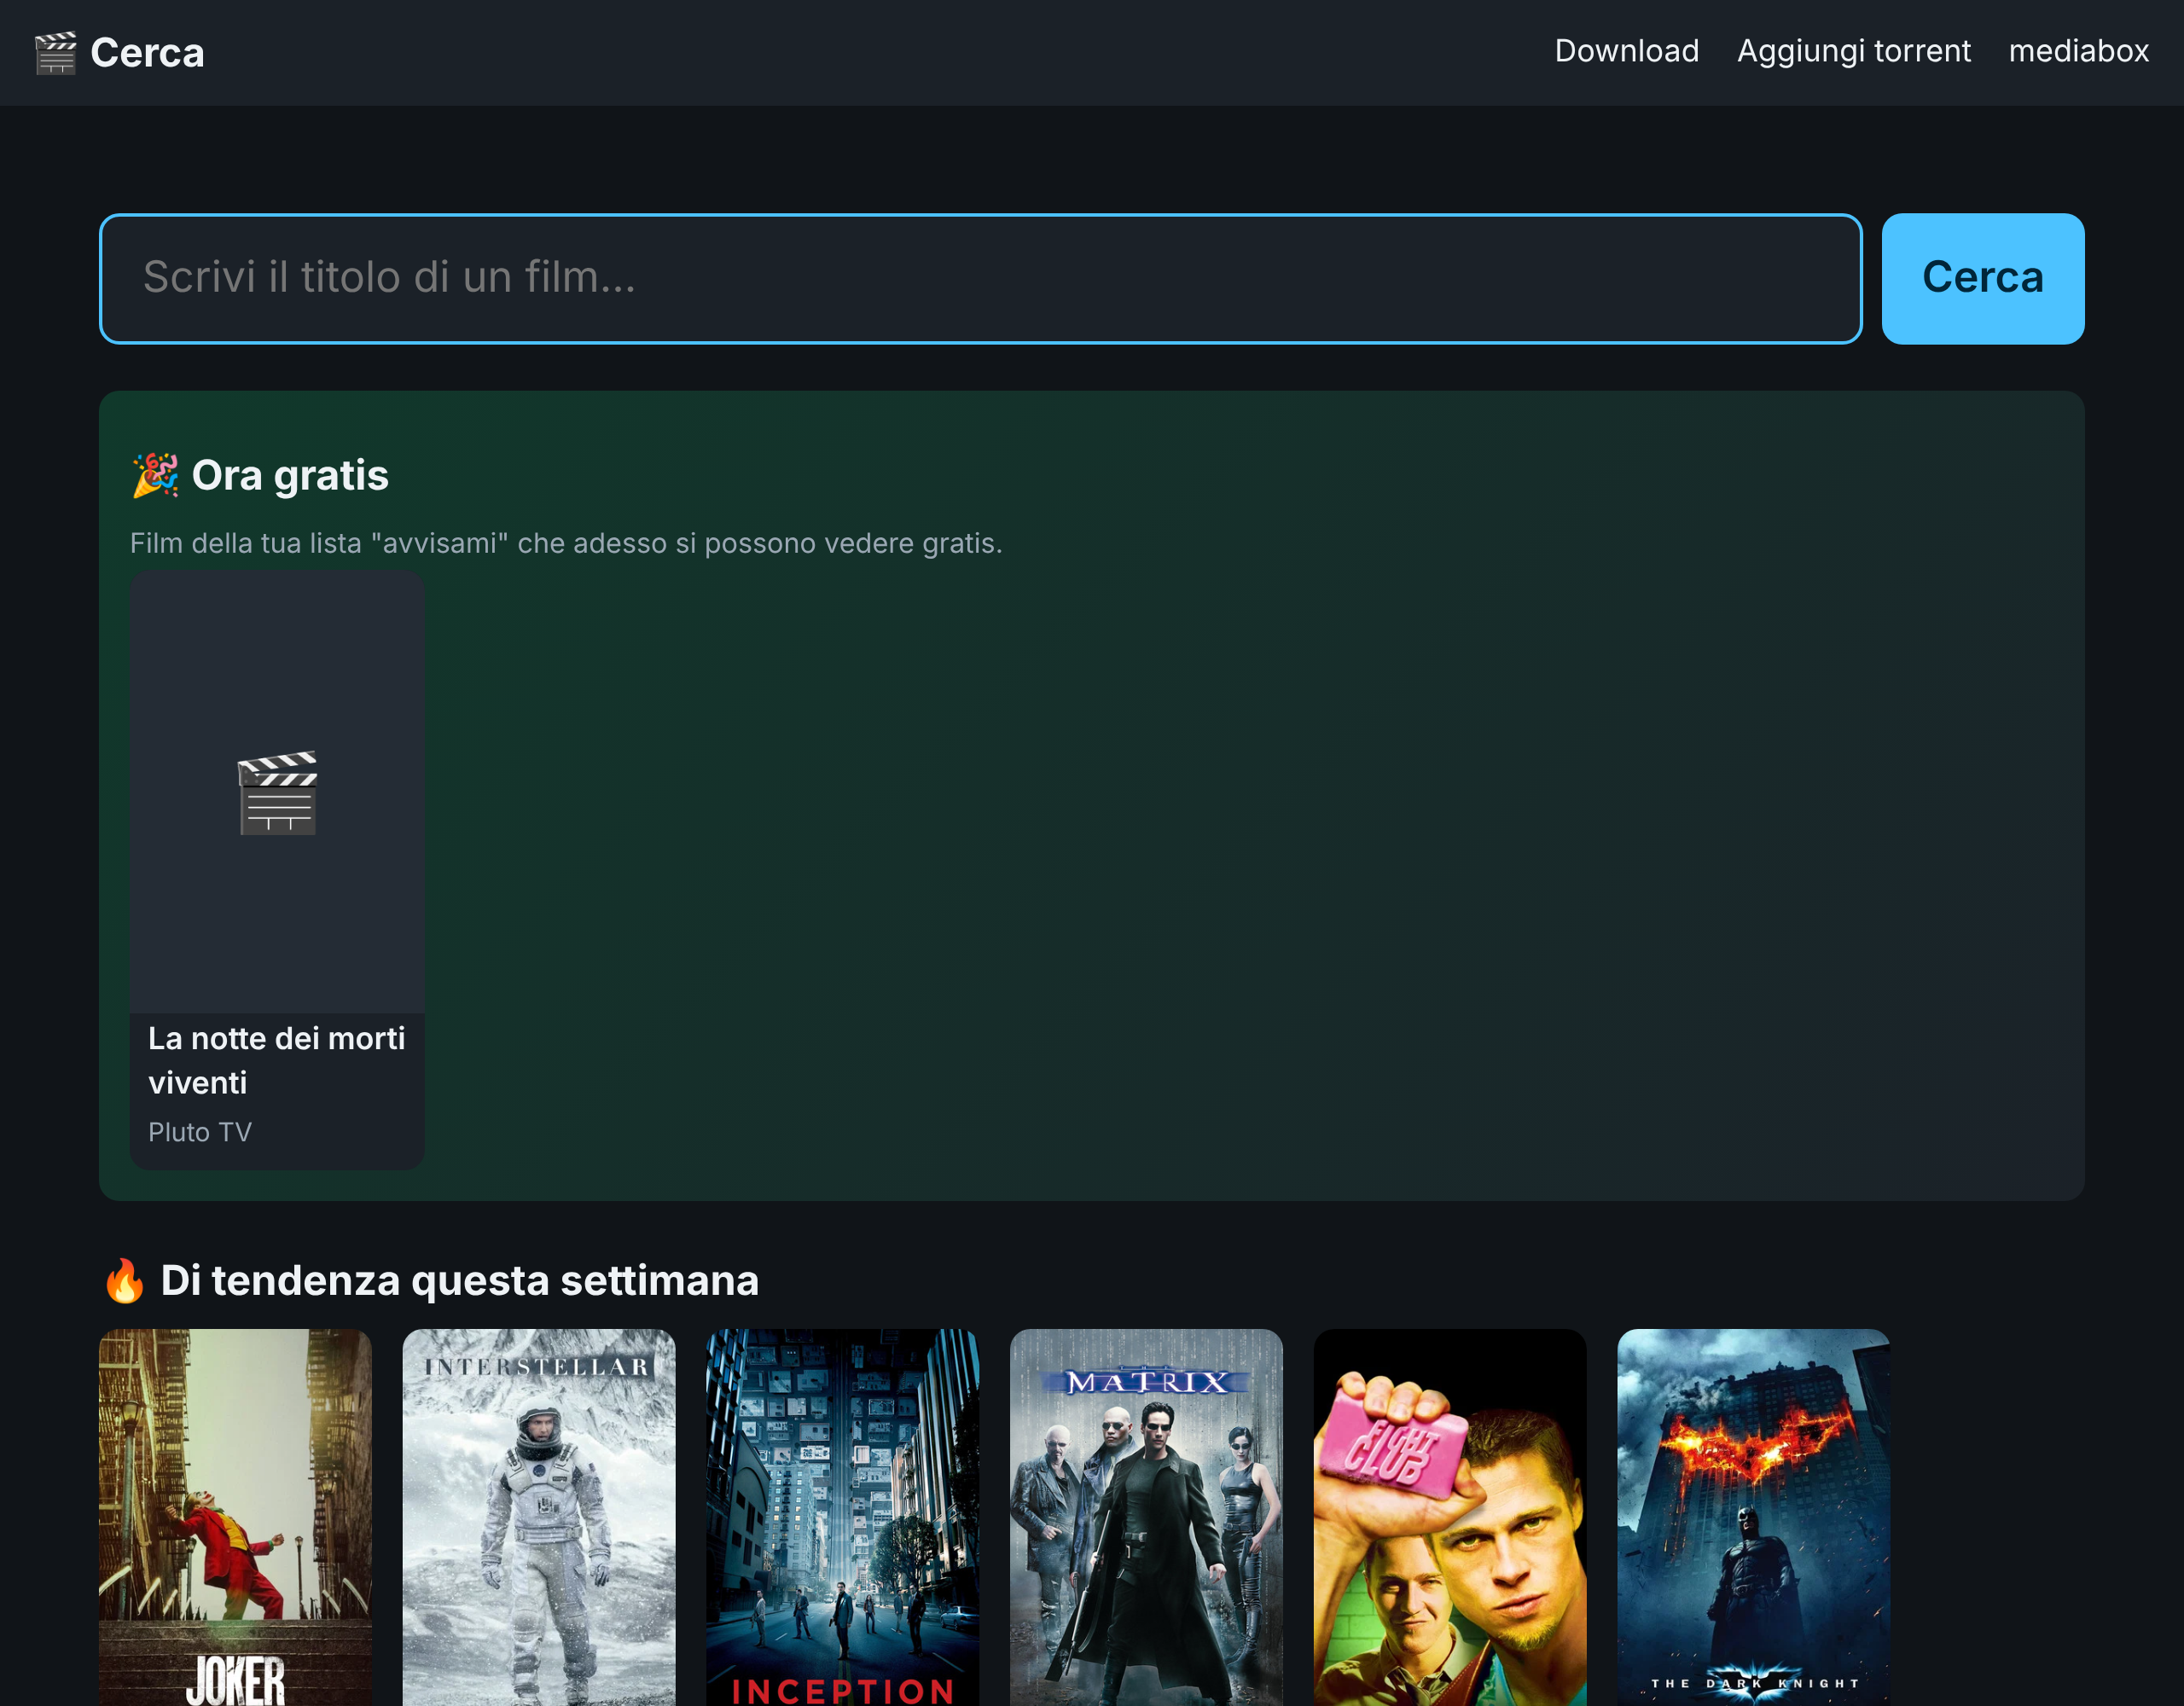 Cerca
Download
Aggiungi torrent
mediabox
Scrivi il titolo di un film...
Cerca
Ora gratis
Film della tua lista "avvisami" che adesso si possono vedere gratis.
La notte dei morti
viventi
Pluto TV
Di tendenza questa settimana
INTERSTELLAR
MATRIX
FIGHT
CLUB
JOKER
INCEPTION
THE DARK KNIGHT